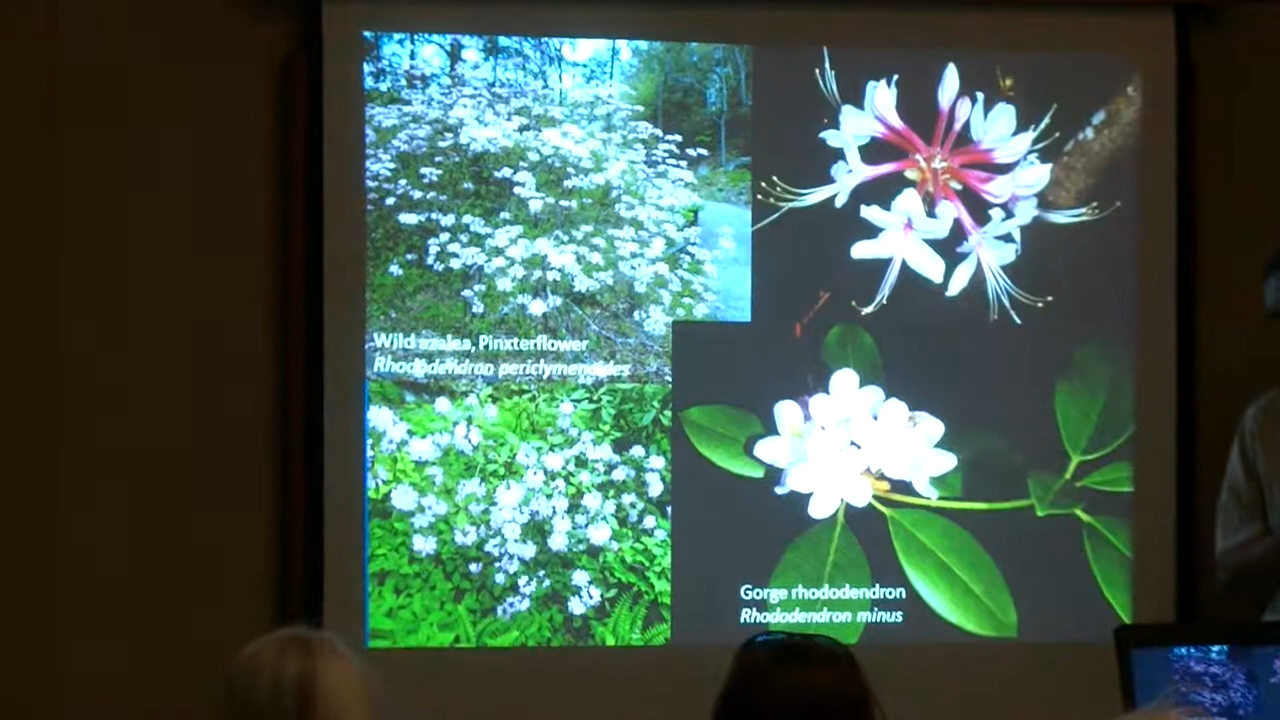 Wild azalea, Pinxterflower
Rhododendron periclymenoides
Gorge rhododendron
Rhododendron minus